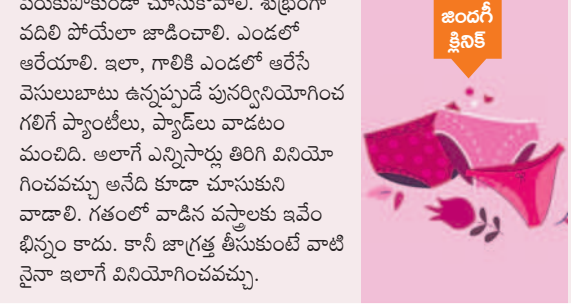 పేరుకుపోకుండా చూసుకోవాలి. శుభ్రంగా
వదిలి పోయేలా జాడించాలి. ఎండలో
ఆరేయాలి. ఇలా, గాలికి ఎండలో ఆరేసే
వెసులుబాటు ఉన్నప్పుడే పునర్వినియోగించ
గలిగే ప్యాంటీలు, ప్యాడ్‌లు వాడటం
మంచిది. అలాగే ఎన్నిసార్లు తిరిగి వినియో
గించవచ్చు అనేది కూడా చూసుకుని
వాడాలి. గతంలో వాడిన వస్త్రాలకు ఇవేం
భిన్నం కాదు. కానీ జాగ్రత్త తీసుకుంటే వాటి
నైనా ఇలాగే వినియోగించవచ్చు.
జిందగీ
క్లినిక్